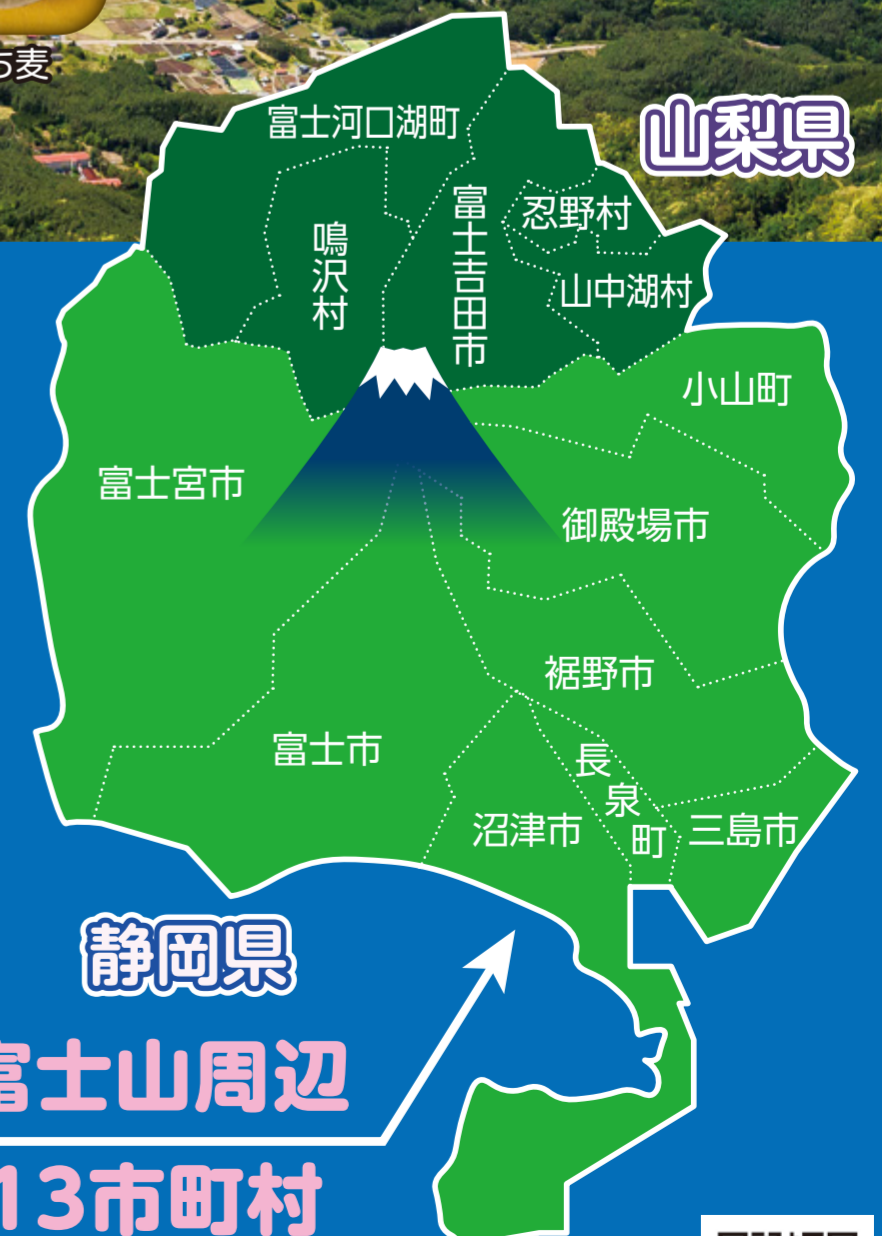 ち麦
山梨県
富士河口湖町
忍野村
富士吉田市
鳴沢村
山中湖村
小山町
富士宮市
御殿場市
裾野市
富士市
長泉町
沼津市
三島市
静岡県
富士山周辺
13市町村